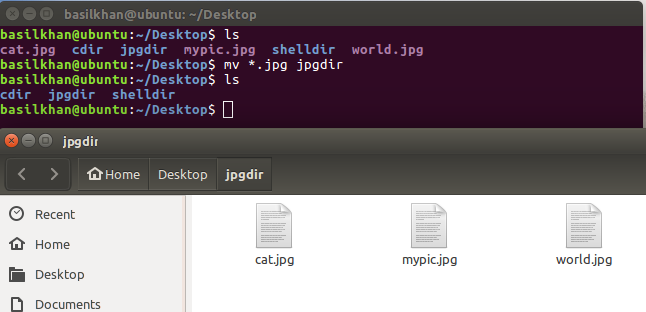 basilkhan@ubuntu: ~/Desktop
basilkhan@ubuntu:~/Desktop$ ls
cat.jpg cdir jpgdir mypic.jpg shelldir world.jpg
basilkhan@ubuntu:~/Desktop$ mv *.jpg jpgdir
basilkhan@ubuntu:~/Desktop$ ls
cdir jpgdir shelldir
basilkhan@ubuntu:~/Desktop$
jpgdir
Home Desktop jpgdir
Recent
Home
Desktop
Documents
cat.jpg mypic.jpg world.jpg